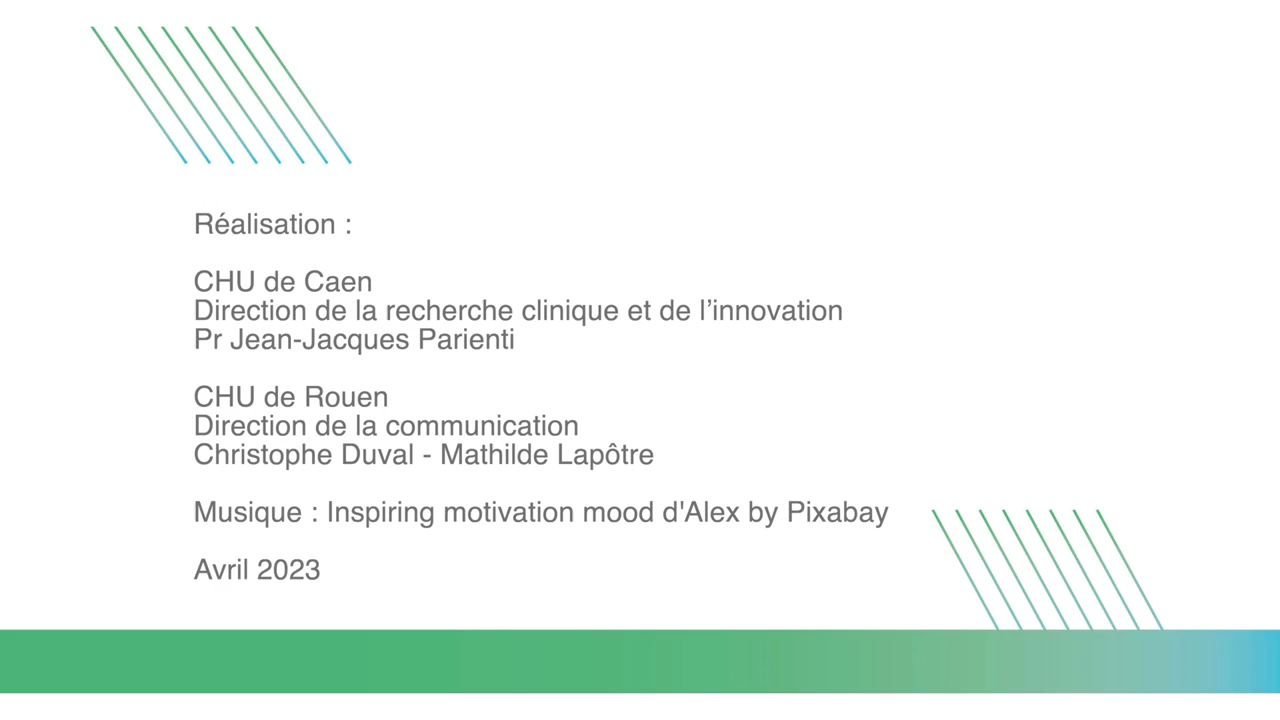 Réalisation :
CHU de Caen
Direction de la recherche clinique et de l’innovation
Pr Jean-Jacques Parienti
CHU de Rouen
Direction de la communication
Christophe Duval - Mathilde Lapôtre
Musique : Inspiring motivation mood d'Alex by Pixabay
Avril 2023